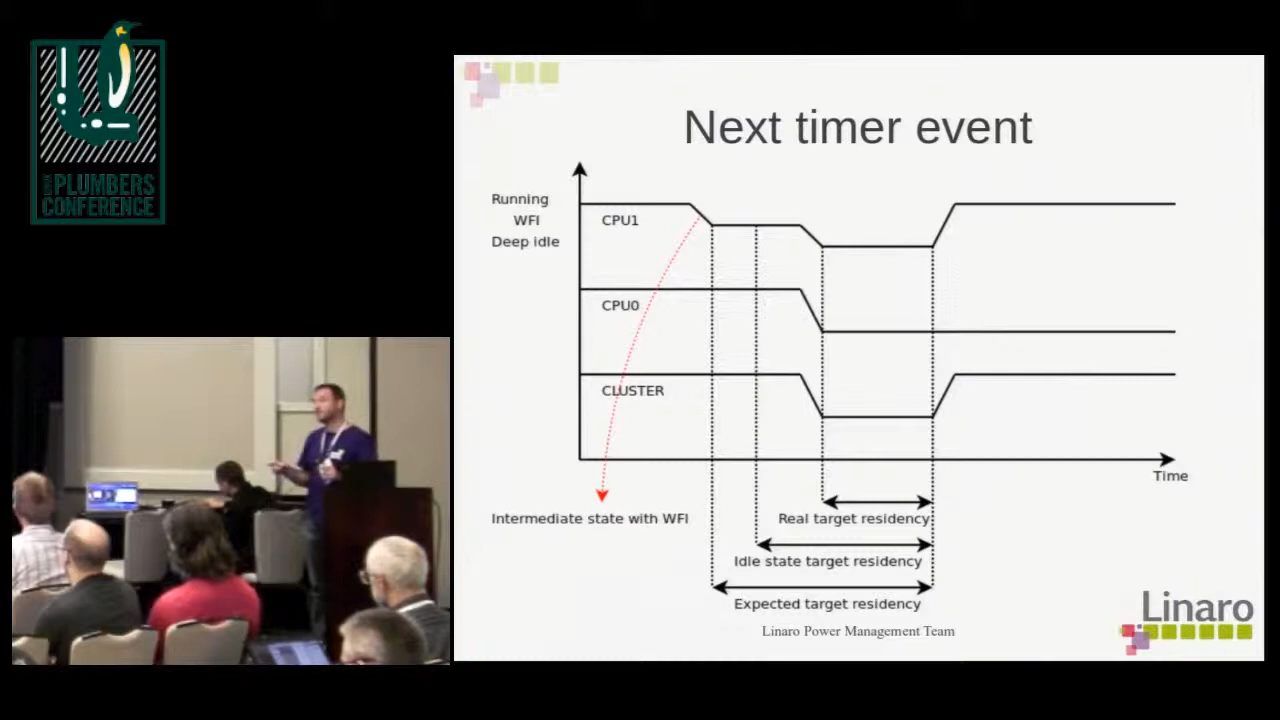 PLUMBERS
CONFERENCE
Next timer event
Running
WFI
Deep idle
CPU1
CPU0
CLUSTER
Time
Intermediate state with WFI
Real target residency
Idle state target residency
Expected target residency
Linaro Power Management Team
Linaro